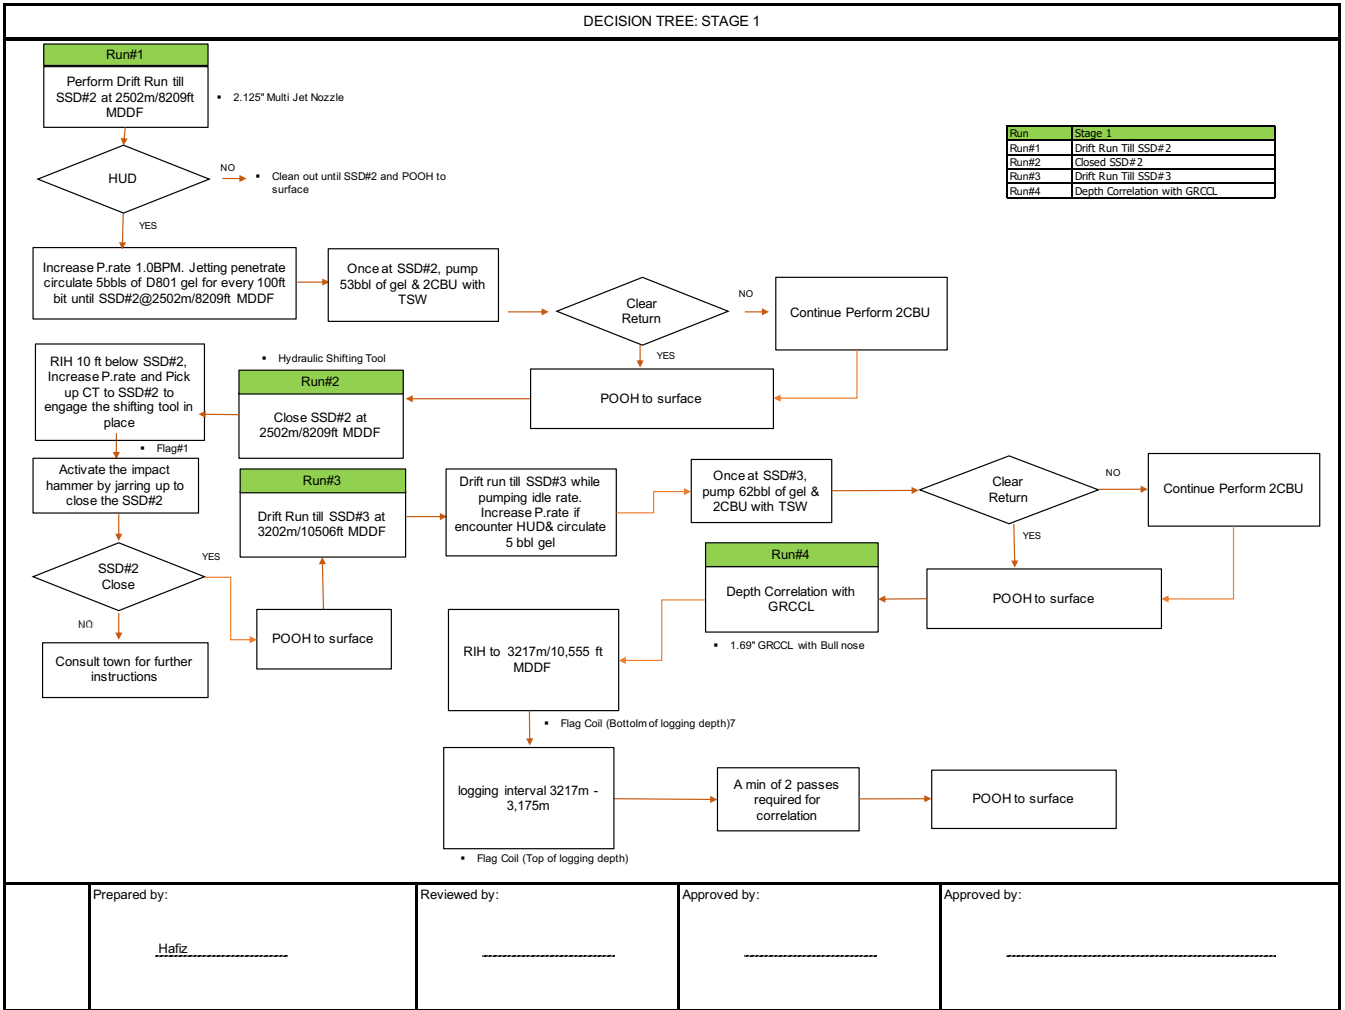 DECISION TREE: STAGE 1
Run#1
Perform Drift Run till
SSD#2 at 2502m/8209ft
MDDF
▪ 2.125" Multi Jet Nozzle
Run Stage 1
Run#1 Drift Run Till SSD#2
Run#2 Closed SSD#2
Run#3 Drift Run Till SSD#3
Run#4 Depth Correlation with GRCCL
HUD
NO
▪ Clean out until SSD#2 and POOH to
surface
YES
Increase P.rate 1.0BPM. Jetting penetrate
circulate 5bbls of D801 gel for every 100ft
bit until SSD#2@2502m/8209ft MDDF
Once at SSD#2, pump
53bbl of gel & 2CBU with
TSW
Clear
Return
NO
Continue Perform 2CBU
YES
POOH to surface
▪ Hydraulic Shifting Tool
Run#2
Close SSD#2 at
2502m/8209ft MDDF
RIH 10 ft below SSD#2,
Increase P.rate and Pick
up CT to SSD#2 to
engage the shifting tool in
place
▪ Flag#1
Activate the impact
hammer by jarring up to
close the SSD#2
SSD#2
Close
YES
NO
Consult town for further
instructions
POOH to surface
Run#3
Drift Run till SSD#3 at
3202m/10506ft MDDF
Drift run till SSD#3 while
pumping idle rate.
Increase P.rate if
encounter HUD& circulate
5 bbl gel
Once at SSD#3,
pump 62bbl of gel &
2CBU with TSW
Clear
Return
NO
Continue Perform 2CBU
YES
POOH to surface
Run#4
Depth Correlation with
GRCCL
▪ 1.69" GRCCL with Bull nose
RIH to 3217m/10,555 ft
MDDF
▪ Flag Coil (Bottolm of logging depth)7
logging interval 3217m -
3,175m
▪ Flag Coil (Top of logging depth)
A min of 2 passes
required for
correlation
POOH to surface
Prepared by:
Hafiz
Reviewed by:
Approved by:
Approved by: